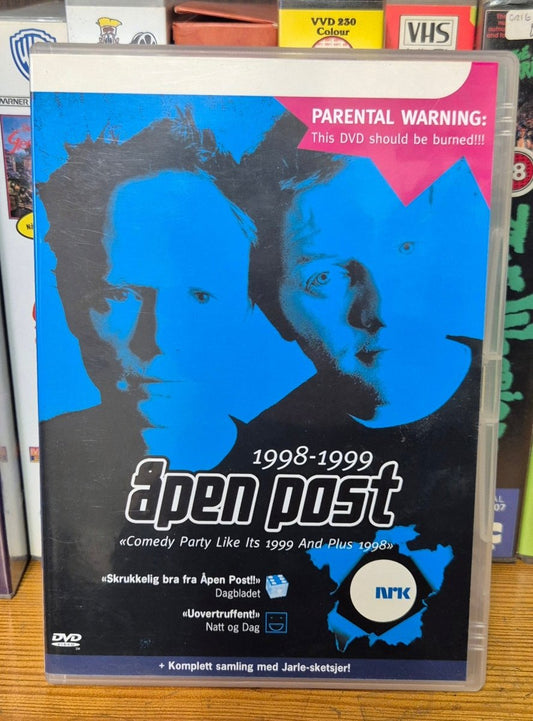 VVD 230
Colour
VHS
WARNER
PARENTAL WARNING:
This DVD should be burned!!!
1998-1999
åpen post
«Comedy Party Like Its 1999 And Plus 1998»
«Skrukkelig bra fra Åpen Post!!»
Dagbladet
«Uovertruffent!»
Natt og Dag
NRK
DVD
VIDEO
+ Komplett samling med Jarle-sketsjer!